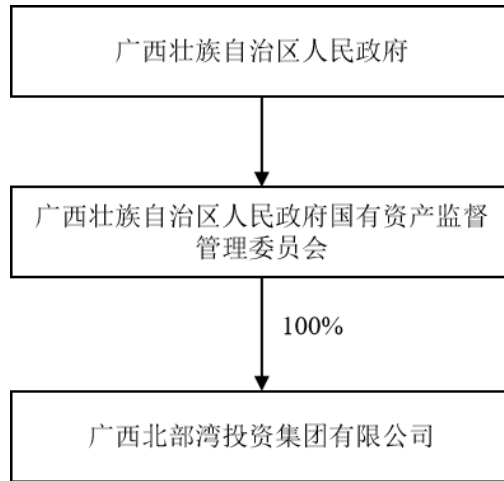 广西壮族自治区人民政府
广西壮族自治区人民政府国有资产监督
管理委员会
100%
广西北部湾投资集团有限公司